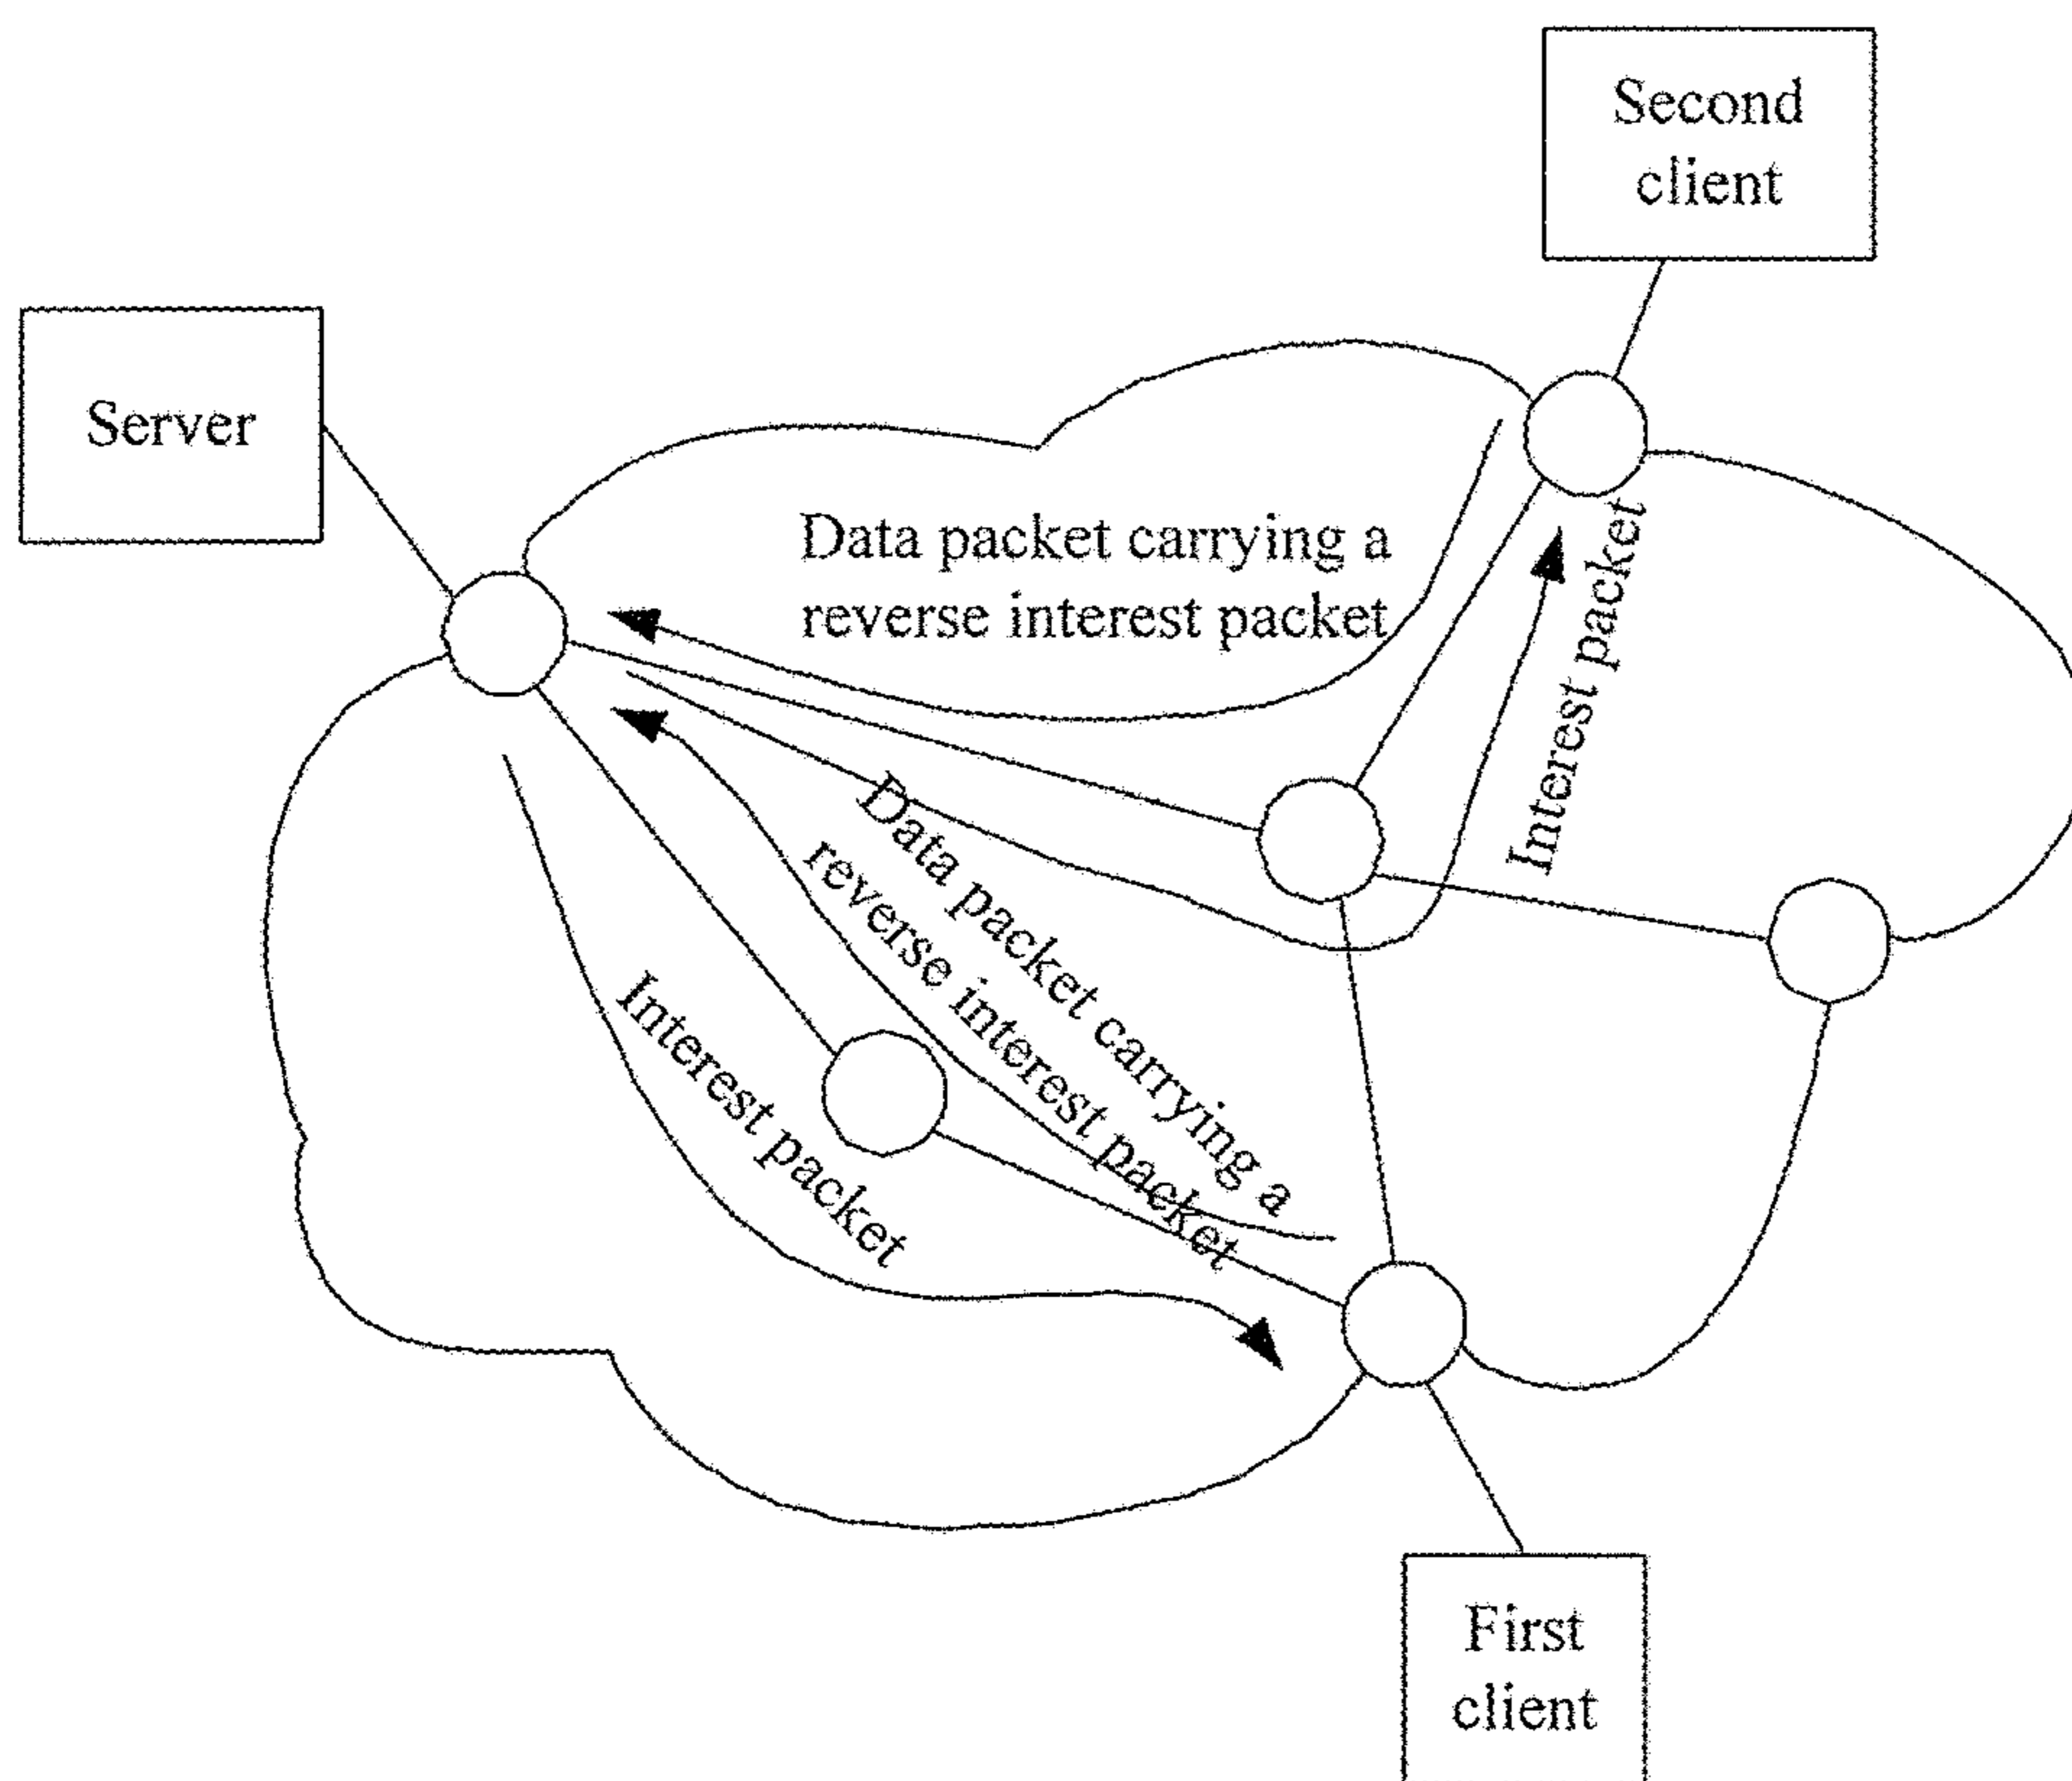 Second
client
Server
Data packet carrying a
reverse interest packet
Interest packet
Data packet carrying a
reverse interest packet
Interest packet
First
client